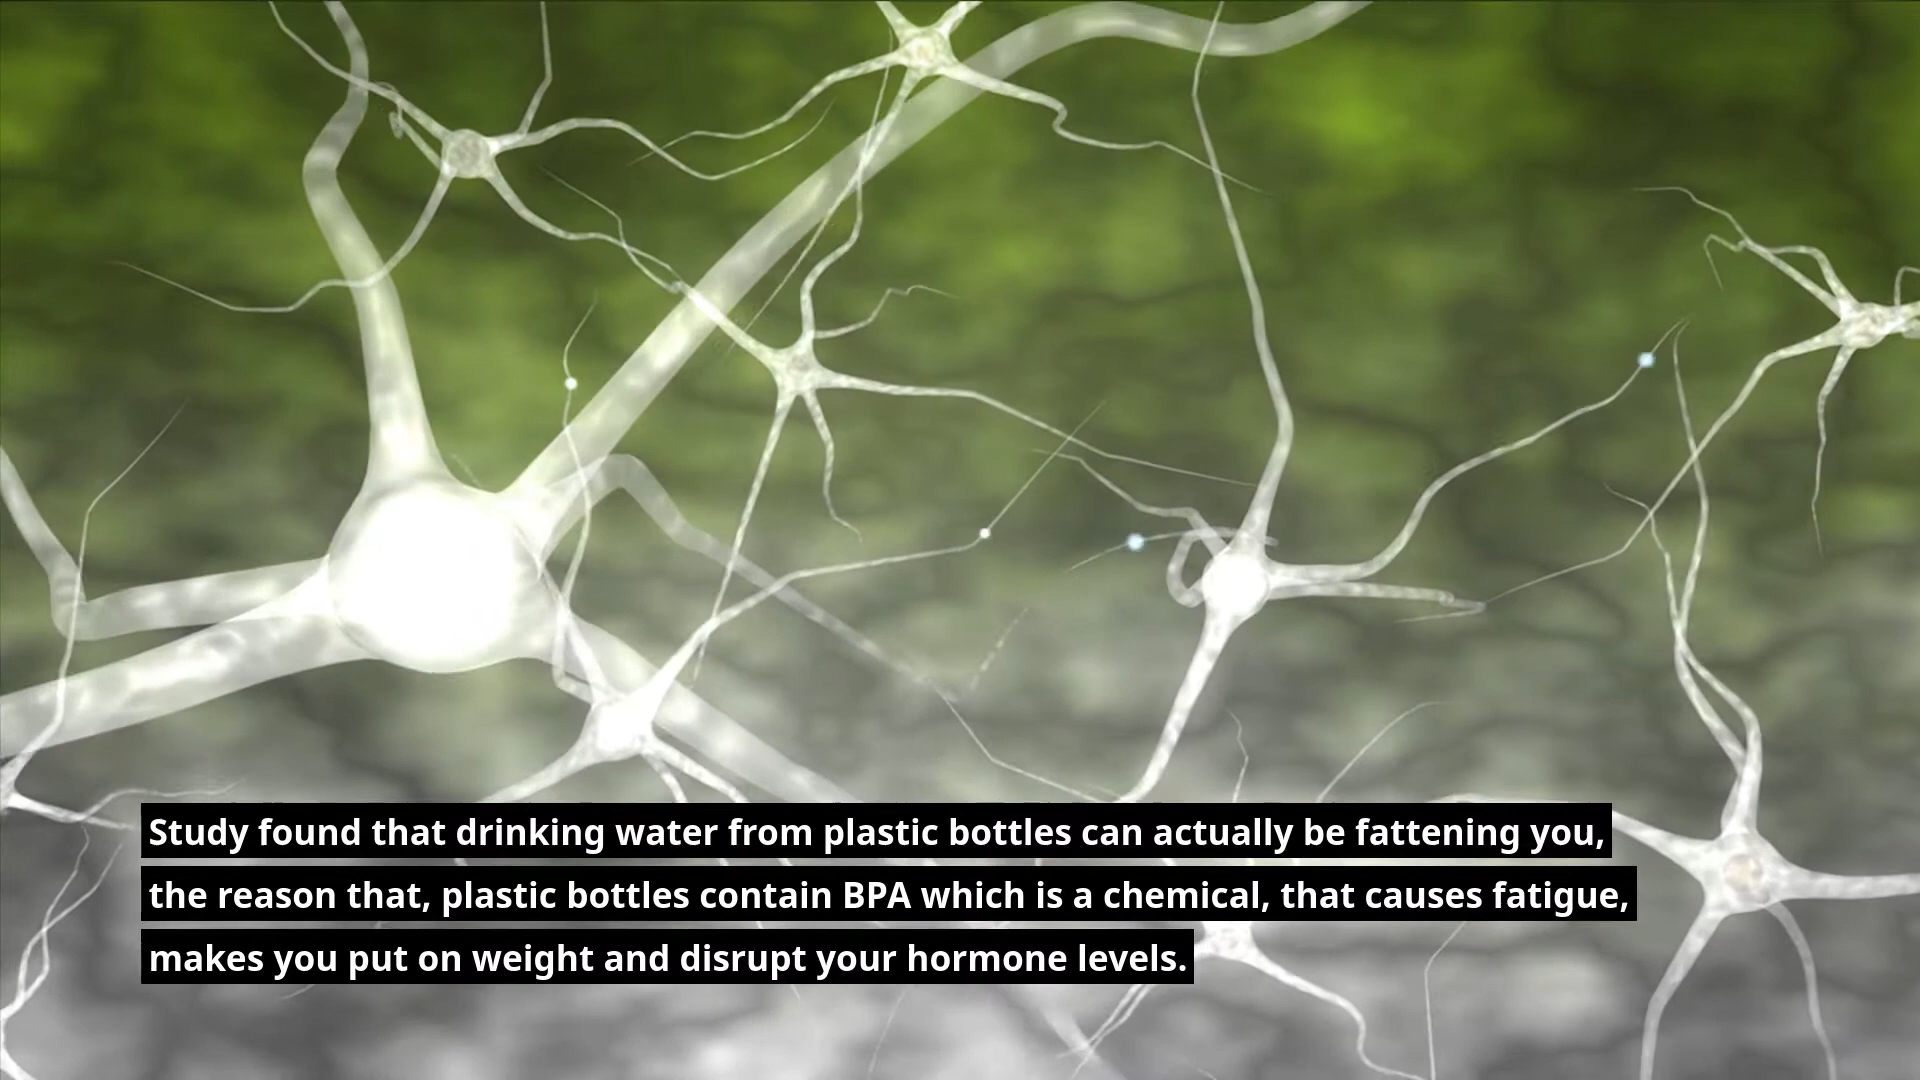 Study found that drinking water from plastic bottles can actually be fattening you,
the reason that, plastic bottles contain BPA which is a chemical, that causes fatigue,
makes you put on weight and disrupt your hormone levels.